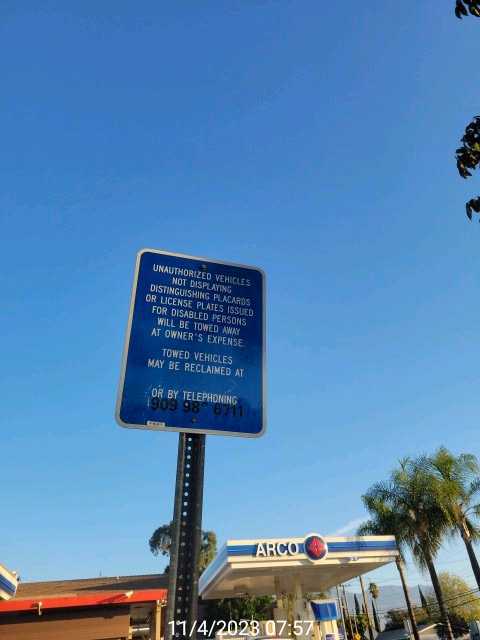 UNAUTHORIZED VEHICLES
NOT DISPLAYING
DISTINGUISHING PLACARDS
OR LICENSE PLATES ISSUED
FOR DISABLED PERSONS
WILL BE TOWED AWAY
AT OWNER'S EXPENSE.
TOWED VEHICLES
MAY BE RECLAIMED AT
OR BY TELEPHONING
909 6711
ARCO
11/4/2023 07:57